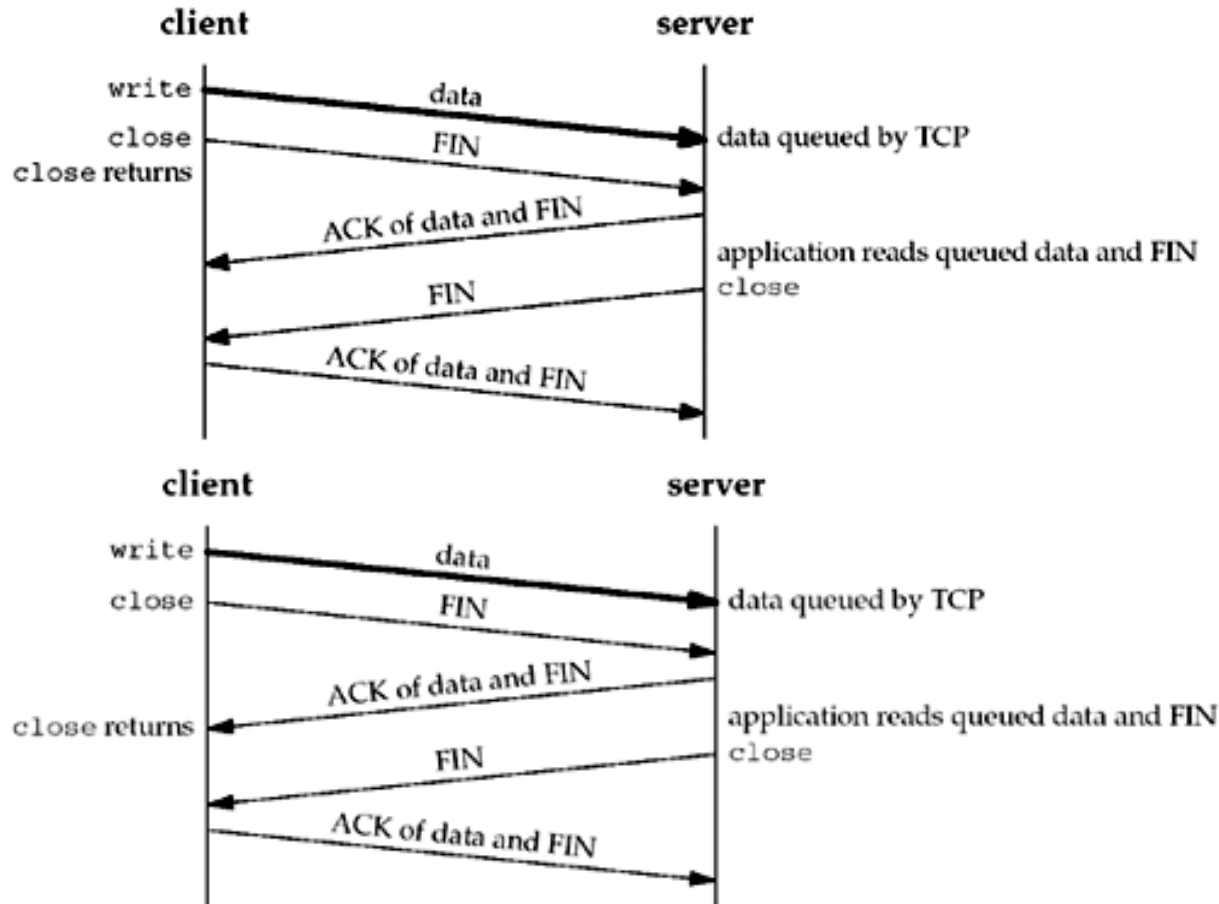 client server
write data
data queued by TCP
close FIN
close returns
ACK of data and FIN
application reads queued data and FIN
FIN close
ACK of data and FIN
client server
write data
data queued by TCP
close FIN
ACK of data and FIN
close returns
application reads queued data and FIN
FIN close
ACK of data and FIN